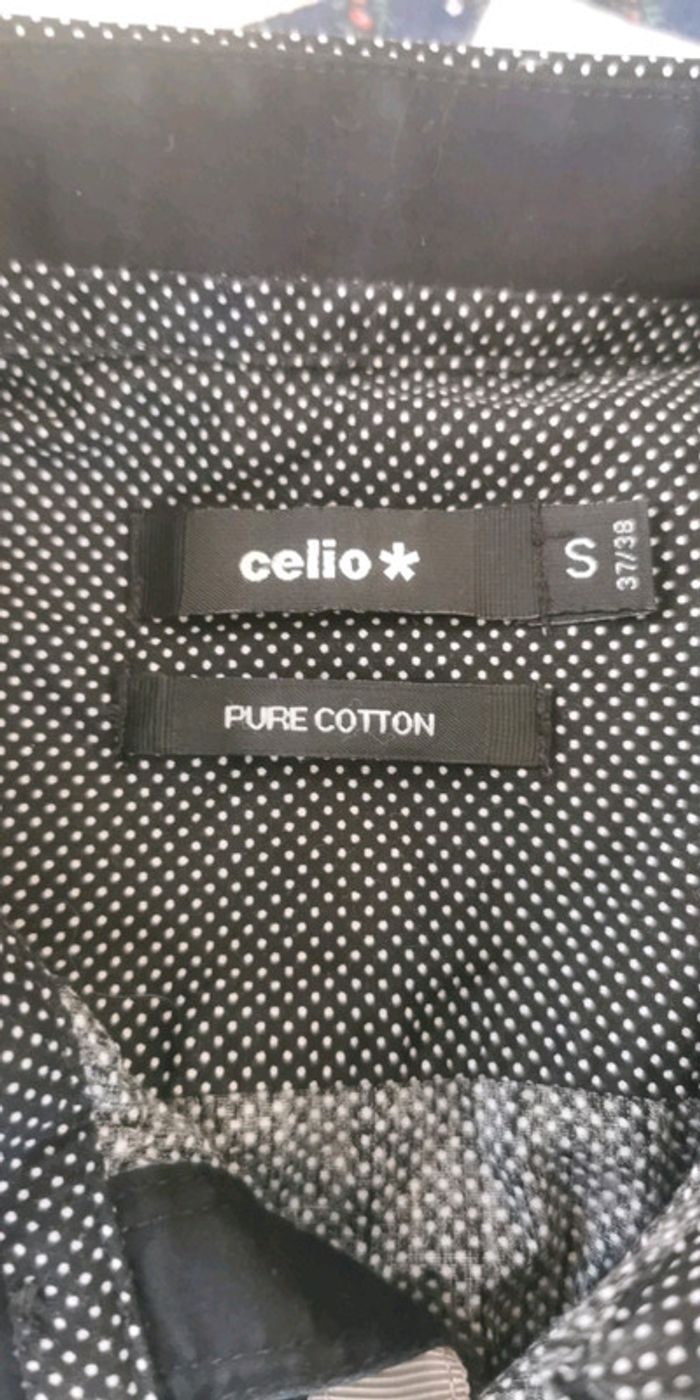 celio*
S
37/38
PURE COTTON